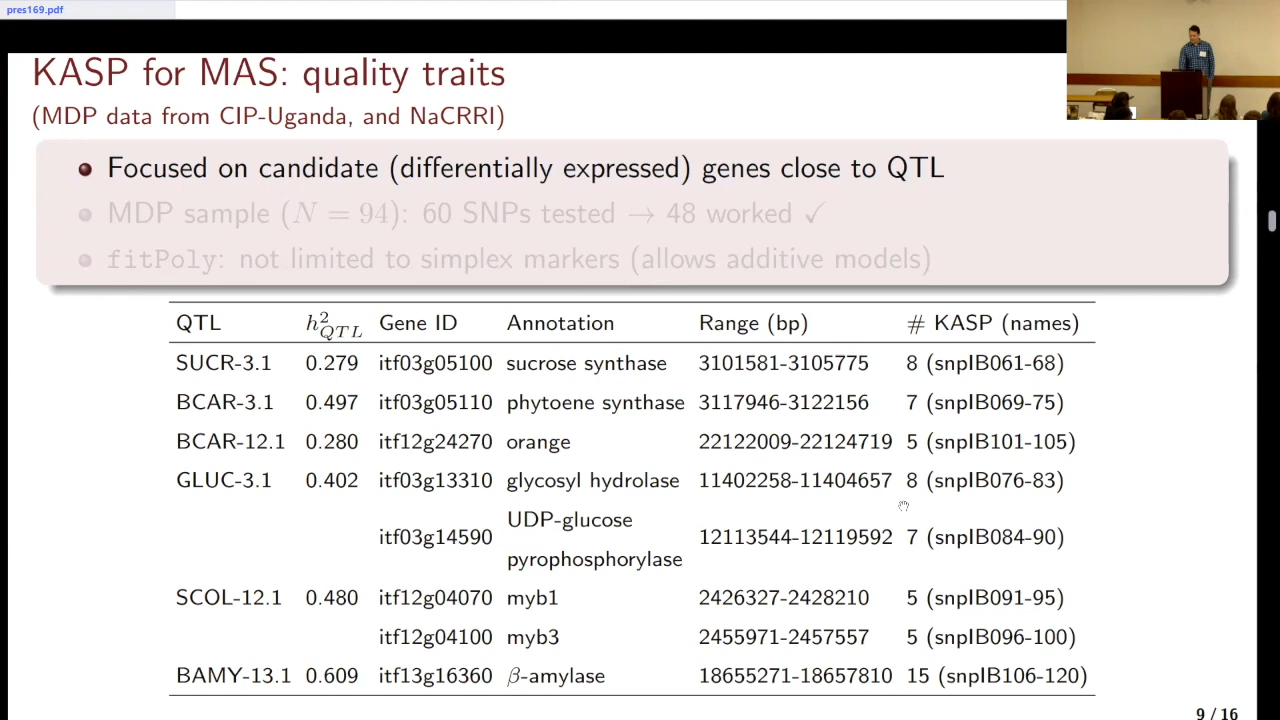 pres169.pdf
KASP for MAS: quality traits
(MDP data from CIP-Uganda, and NaCRRI)
Focused on candidate (differentially expressed) genes close to QTL
MDP sample (N = 94): 60 SNPs tested → 48 worked ✓
fitPoly: not limited to simplex markers (allows additive models)
QTL h²QTL Gene ID Annotation Range (bp) # KASP (names)
SUCR-3.1 0.279 itf03g05100 sucrose synthase 3101581-3105775 8 (snpIB061-68)
BCAR-3.1 0.497 itf03g05110 phytoene synthase 3117946-3122156 7 (snpIB069-75)
BCAR-12.1 0.280 itf12g24270 orange 22122009-22124719 5 (snpIB101-105)
GLUC-3.1 0.402 itf03g13310 glycosyl hydrolase 11402258-11404657 8 (snpIB076-83)
UDP-glucose
itf03g14590 12113544-12119592 7 (snpIB084-90)
pyrophosphorylase
SCOL-12.1 0.480 itf12g04070 myb1 2426327-2428210 5 (snpIB091-95)
itf12g04100 myb3 2455971-2457557 5 (snpIB096-100)
BAMY-13.1 0.609 itf13g16360 β-amylase 18655271-18657810 15 (snpIB106-120)
9 / 16